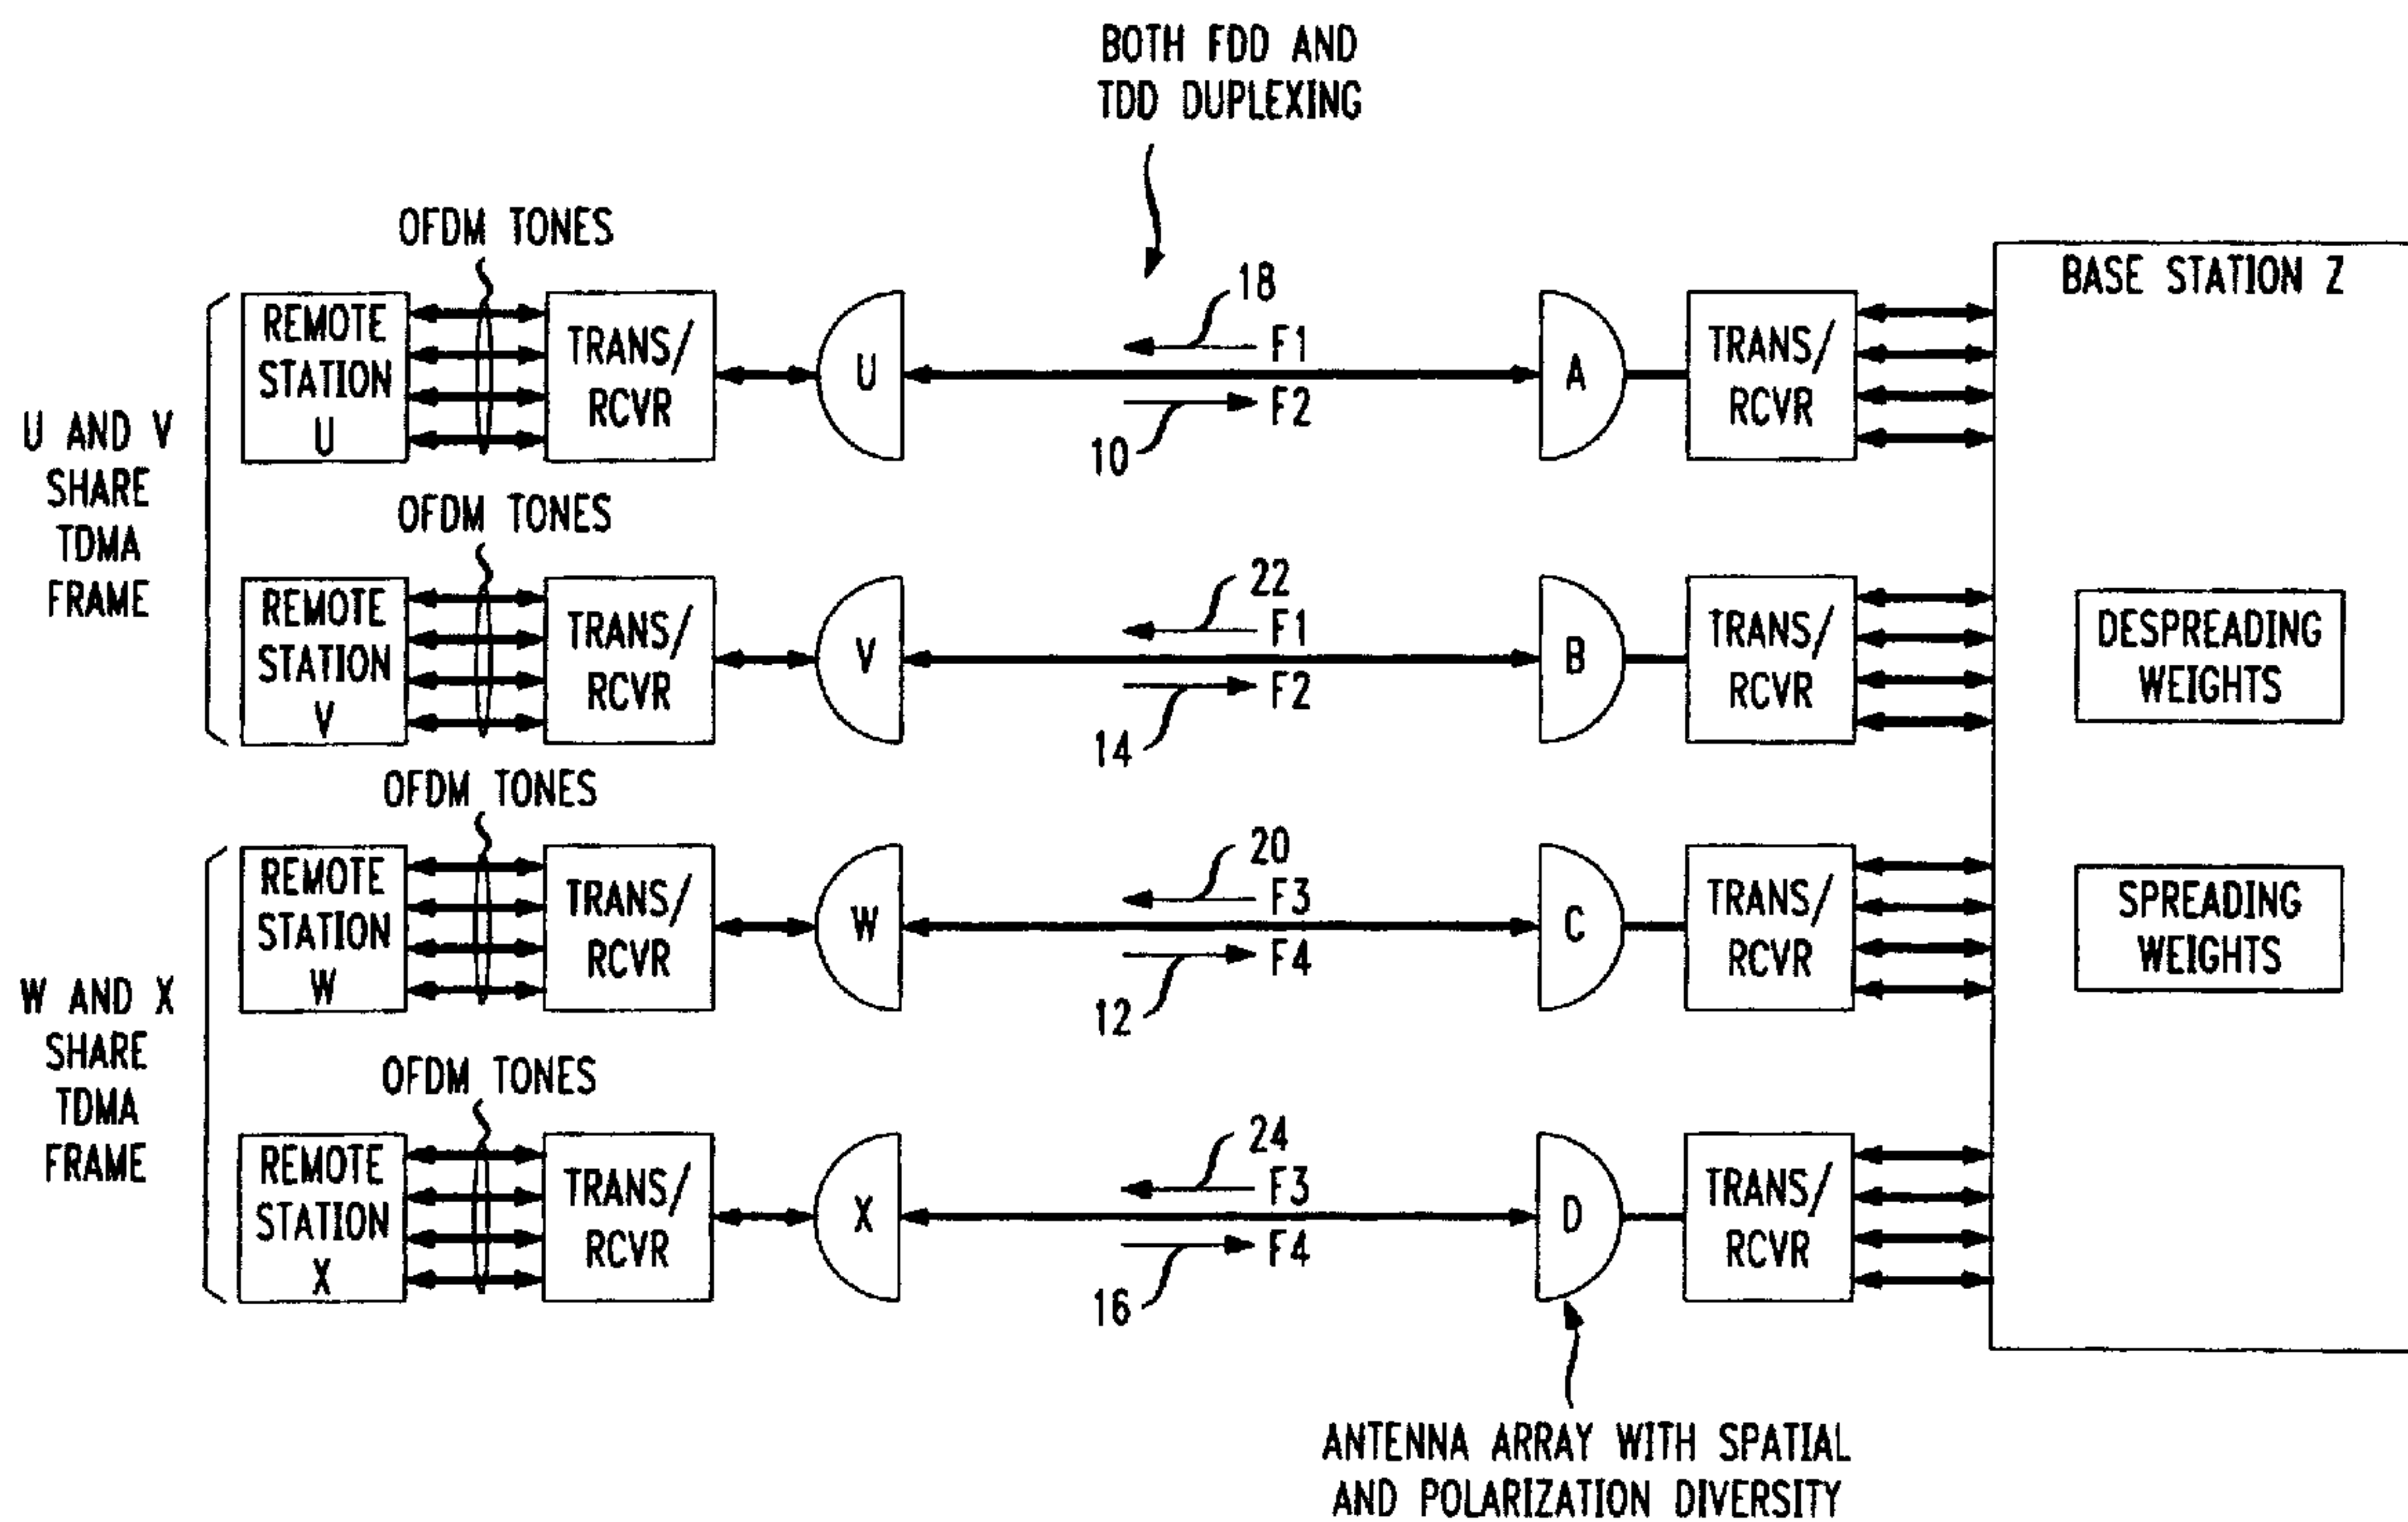 BOTH FDD AND
TDD DUPLEXING
OFDM TONES
BASE STATION Z
REMOTE
STATION
U
TRANS/
RCVR
U
18
F1
F2
10
A
TRANS/
RCVR
U AND V
SHARE
TDMA
FRAME
OFDM TONES
REMOTE
STATION
V
TRANS/
RCVR
V
22
F1
F2
14
B
TRANS/
RCVR
DESPREADING
WEIGHTS
OFDM TONES
REMOTE
STATION
W
TRANS/
RCVR
W
20
F3
F4
12
C
TRANS/
RCVR
SPREADING
WEIGHTS
W AND X
SHARE
TDMA
FRAME
OFDM TONES
REMOTE
STATION
X
TRANS/
RCVR
X
24
F3
F4
16
D
TRANS/
RCVR
ANTENNA ARRAY WITH SPATIAL
AND POLARIZATION DIVERSITY